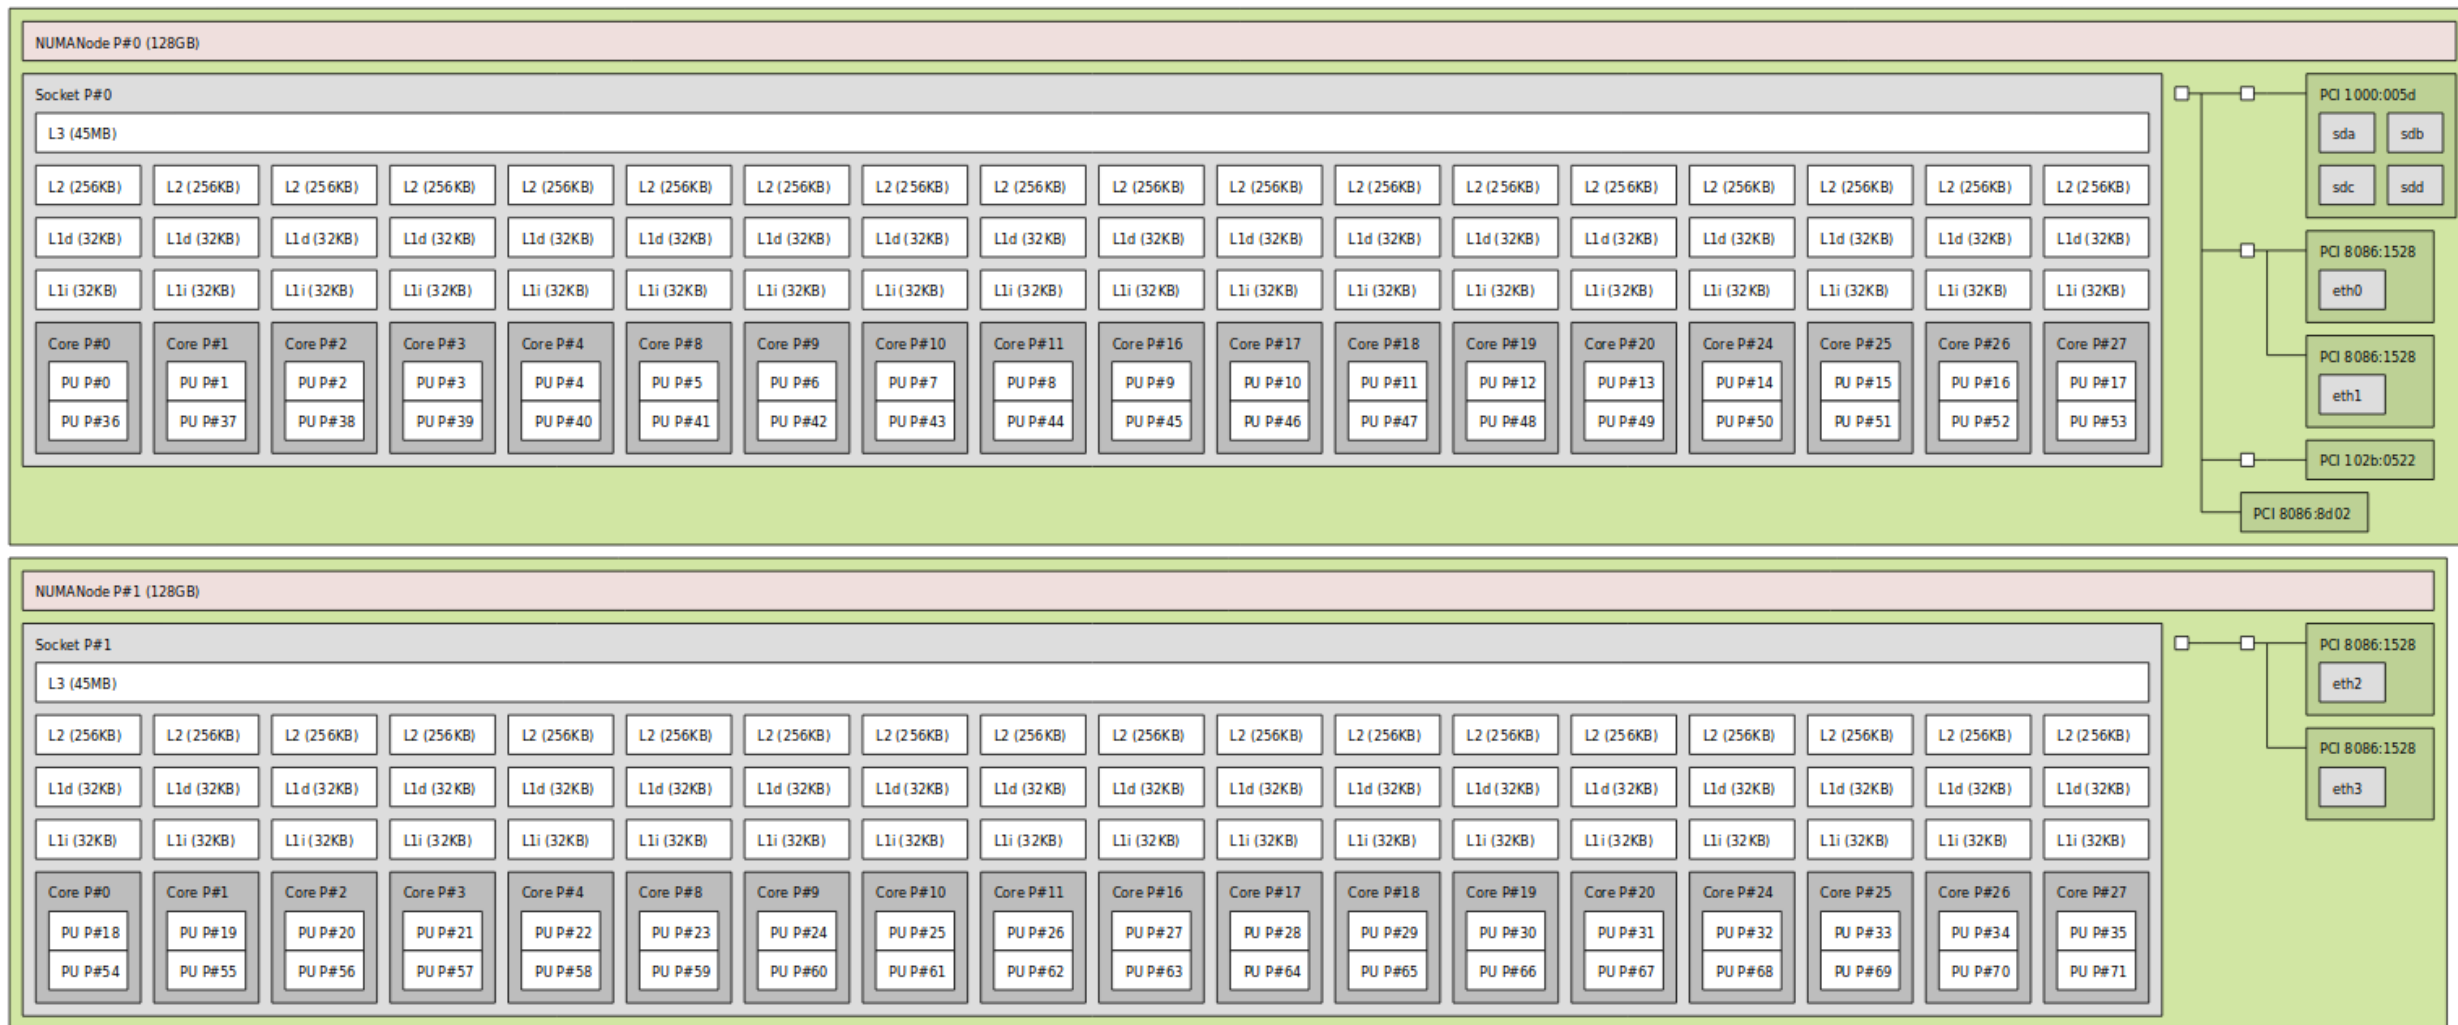 NUMANode P#0 (128GB)
Socket P#0
PCI 1000:005d
L3 (45MB)
sda sdb
L2 (256KB) L2 (256KB) L2 (256KB) L2 (256KB) L2 (256KB) L2 (256KB) L2 (256KB) L2 (256KB) L2 (256KB) L2 (256KB) L2 (256KB) L2 (256KB) L2 (256KB) L2 (256KB) L2 (256KB) L2 (256KB) L2 (256KB) L2 (256KB)
sdc sdd
L1d (32KB) L1d (32KB) L1d (32KB) L1d (32KB) L1d (32KB) L1d (32KB) L1d (32KB) L1d (32KB) L1d (32KB) L1d (32KB) L1d (32KB) L1d (32KB) L1d (32KB) L1d (32KB) L1d (32KB) L1d (32KB) L1d (32KB) L1d (32KB)
PCI 8086:1528
L1i (32KB) L1i (32KB) L1i (32KB) L1i (32KB) L1i (32KB) L1i (32KB) L1i (32KB) L1i (32KB) L1i (32KB) L1i (32KB) L1i (32KB) L1i (32KB) L1i (32KB) L1i (32KB) L1i (32KB) L1i (32KB) L1i (32KB) L1i (32KB)
eth0
Core P#0 Core P#1 Core P#2 Core P#3 Core P#4 Core P#8 Core P#9 Core P#10 Core P#11 Core P#16 Core P#17 Core P#18 Core P#19 Core P#20 Core P#24 Core P#25 Core P#26 Core P#27
PCI 8086:1528
PU P#0 PU P#1 PU P#2 PU P#3 PU P#4 PU P#5 PU P#6 PU P#7 PU P#8 PU P#9 PU P#10 PU P#11 PU P#12 PU P#13 PU P#14 PU P#15 PU P#16 PU P#17
eth1
PU P#36 PU P#37 PU P#38 PU P#39 PU P#40 PU P#41 PU P#42 PU P#43 PU P#44 PU P#45 PU P#46 PU P#47 PU P#48 PU P#49 PU P#50 PU P#51 PU P#52 PU P#53
PCI 102b:0522
PCI 8086:8d02
NUMANode P#1 (128GB)
Socket P#1
PCI 8086:1528
L3 (45MB)
eth2
L2 (256KB) L2 (256KB) L2 (256KB) L2 (256KB) L2 (256KB) L2 (256KB) L2 (256KB) L2 (256KB) L2 (256KB) L2 (256KB) L2 (256KB) L2 (256KB) L2 (256KB) L2 (256KB) L2 (256KB) L2 (256KB) L2 (256KB) L2 (256KB)
PCI 8086:1528
L1d (32KB) L1d (32KB) L1d (32KB) L1d (32KB) L1d (32KB) L1d (32KB) L1d (32KB) L1d (32KB) L1d (32KB) L1d (32KB) L1d (32KB) L1d (32KB) L1d (32KB) L1d (32KB) L1d (32KB) L1d (32KB) L1d (32KB) L1d (32KB)
eth3
L1i (32KB) L1i (32KB) L1i (32KB) L1i (32KB) L1i (32KB) L1i (32KB) L1i (32KB) L1i (32KB) L1i (32KB) L1i (32KB) L1i (32KB) L1i (32KB) L1i (32KB) L1i (32KB) L1i (32KB) L1i (32KB) L1i (32KB) L1i (32KB)
Core P#0 Core P#1 Core P#2 Core P#3 Core P#4 Core P#8 Core P#9 Core P#10 Core P#11 Core P#16 Core P#17 Core P#18 Core P#19 Core P#20 Core P#24 Core P#25 Core P#26 Core P#27
PU P#18 PU P#19 PU P#20 PU P#21 PU P#22 PU P#23 PU P#24 PU P#25 PU P#26 PU P#27 PU P#28 PU P#29 PU P#30 PU P#31 PU P#32 PU P#33 PU P#34 PU P#35
PU P#54 PU P#55 PU P#56 PU P#57 PU P#58 PU P#59 PU P#60 PU P#61 PU P#62 PU P#63 PU P#64 PU P#65 PU P#66 PU P#67 PU P#68 PU P#69 PU P#70 PU P#71